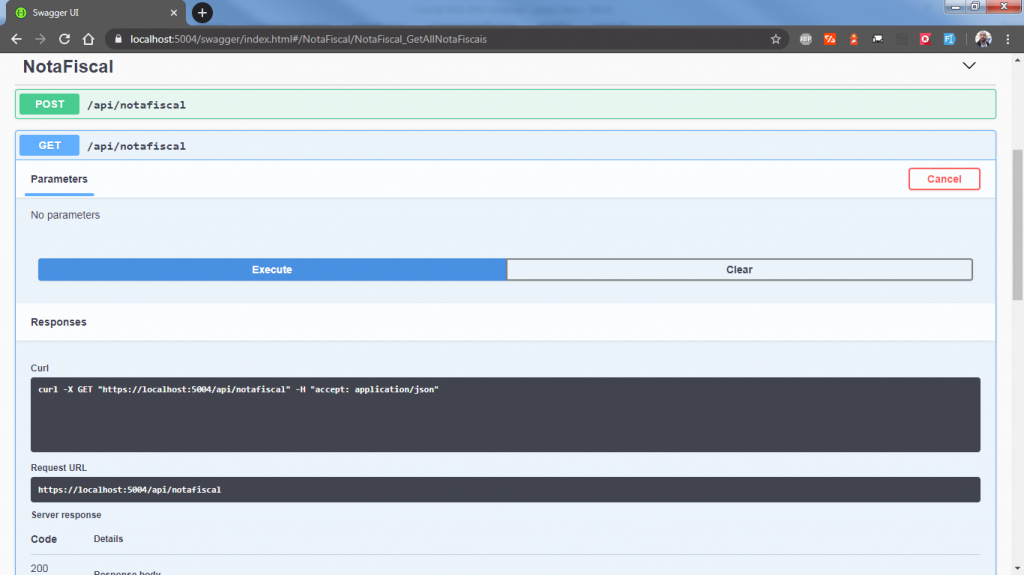 Swagger UI
localhost:5004/swagger/index.html#/NotaFiscal/NotaFiscal_GetAllNotaFiscais
NotaFiscal
POST /api/notafiscal
GET /api/notafiscal
Parameters
Cancel
No parameters
Execute
Clear
Responses
Curl
curl -X GET "https://localhost:5004/api/notafiscal" -H "accept: application/json"
Request URL
https://localhost:5004/api/notafiscal
Server response
Code Details
200
Response body